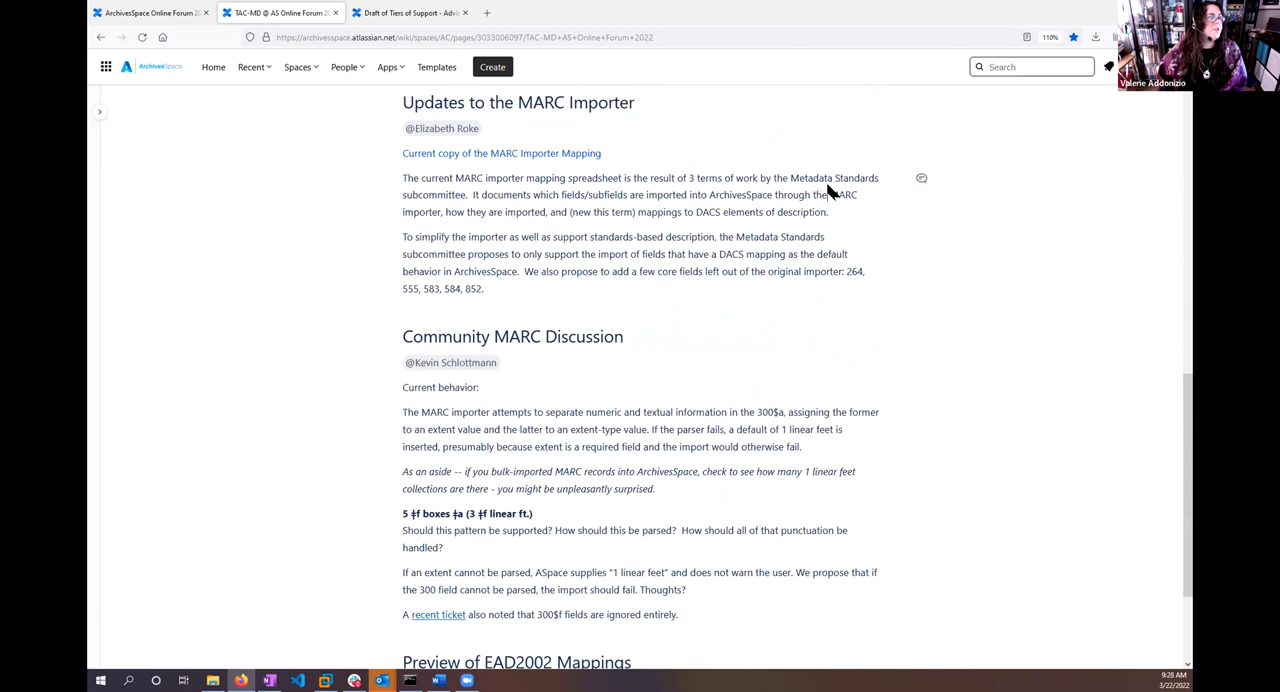 ArchivesSpace Online Forum 20
TAC-MD @ AS Online Forum 20
Draft of Tiers of Support - Advis
https://archivesspace.atlassian.net/wiki/spaces/AC/pages/3033006097/TAC-MD+AS+Online+Forum+2022
110%
ArchivesSpace
Home
Recent
Spaces
People
Apps
Templates
Create
Search
Valerie Addonizio
Updates to the MARC Importer
@Elizabeth Roke
Current copy of the MARC Importer Mapping
The current MARC importer mapping spreadsheet is the result of 3 terms of work by the Metadata Standards
subcommittee. It documents which fields/subfields are imported into ArchivesSpace through the MARC
importer, how they are imported, and (new this term) mappings to DACS elements of description.
To simplify the importer as well as support standards-based description, the Metadata Standards
subcommittee proposes to only support the import of fields that have a DACS mapping as the default
behavior in ArchivesSpace. We also propose to add a few core fields left out of the original importer: 264,
555, 583, 584, 852.
Community MARC Discussion
@Kevin Schlottmann
Current behavior:
The MARC importer attempts to separate numeric and textual information in the 300$a, assigning the former
to an extent value and the latter to an extent-type value. If the parser fails, a default of 1 linear feet is
inserted, presumably because extent is a required field and the import would otherwise fail.
As an aside -- if you bulk-imported MARC records into ArchivesSpace, check to see how many 1 linear feet
collections are there - you might be unpleasantly surprised.
5 ǂf boxes ǂa (3 ǂf linear ft.)
Should this pattern be supported? How should this be parsed? How should all of that punctuation be
handled?
If an extent cannot be parsed, ASpace supplies "1 linear feet" and does not warn the user. We propose that if
the 300 field cannot be parsed, the import should fail. Thoughts?
A recent ticket also noted that 300$f fields are ignored entirely.
Preview of EAD2002 Mappings
9:28 AM
3/22/2022